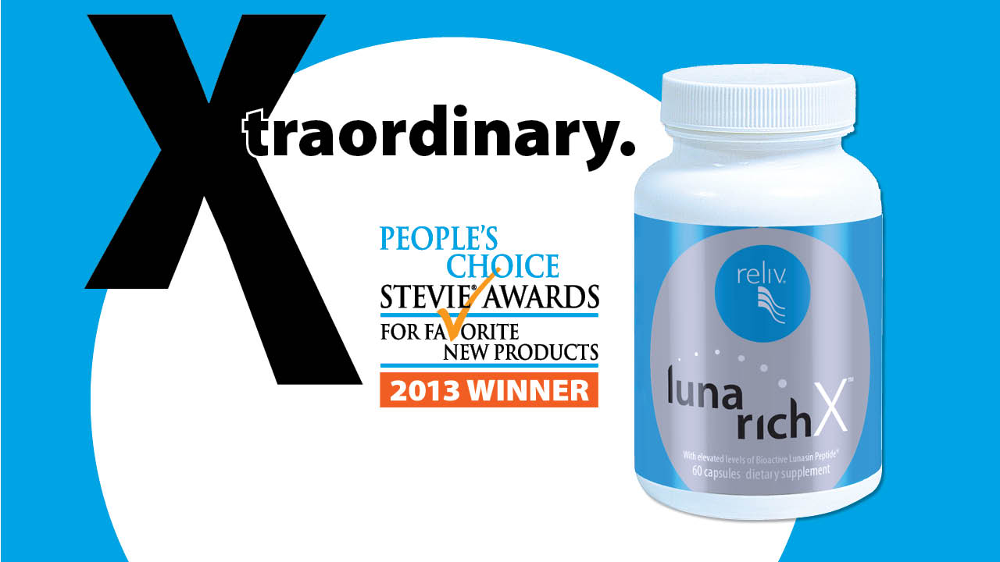 Xtraordinary.
PEOPLE'S
CHOICE
STEVIE® AWARDS
FOR FAVORITE
NEW PRODUCTS
2013 WINNER
reliv®
luna
richX™
With elevated levels of Bioactive Lunasin Peptide®
60 capsules dietary supplement